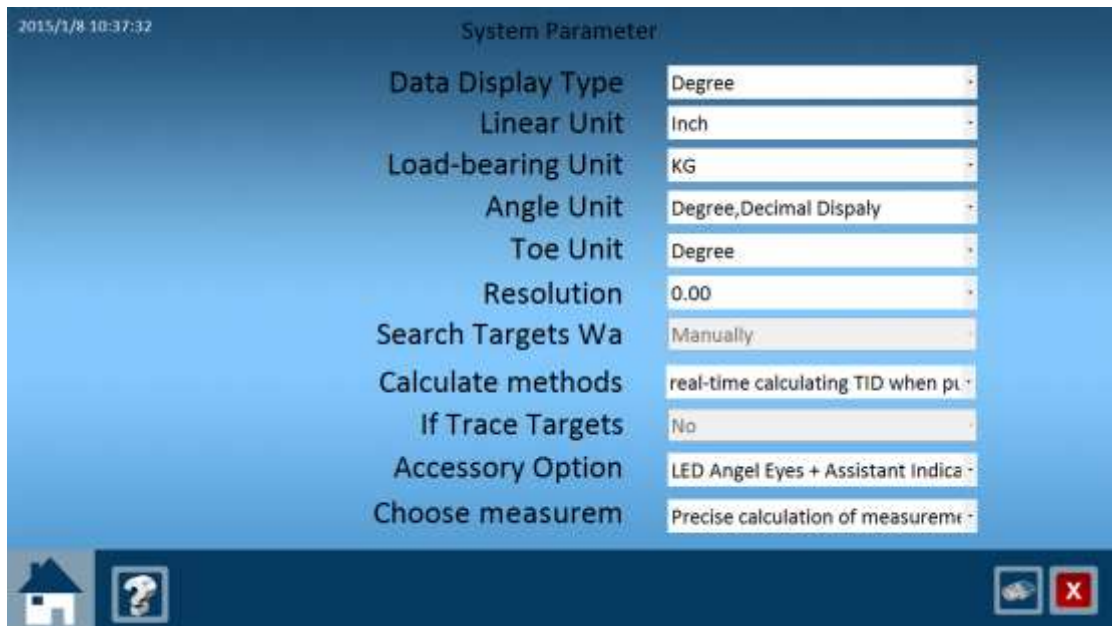 2015/1/8 10:37:32
System Parameter
Data Display Type Degree
Linear Unit Inch
Load-bearing Unit KG
Angle Unit Degree,Decimal Dispaly
Toe Unit Degree
Resolution 0.00
Search Targets Wa Manually
Calculate methods real-time calculating TID when pu
If Trace Targets No
Accessory Option LED Angel Eyes + Assistant Indica
Choose measurem Precise calculation of measureme
X